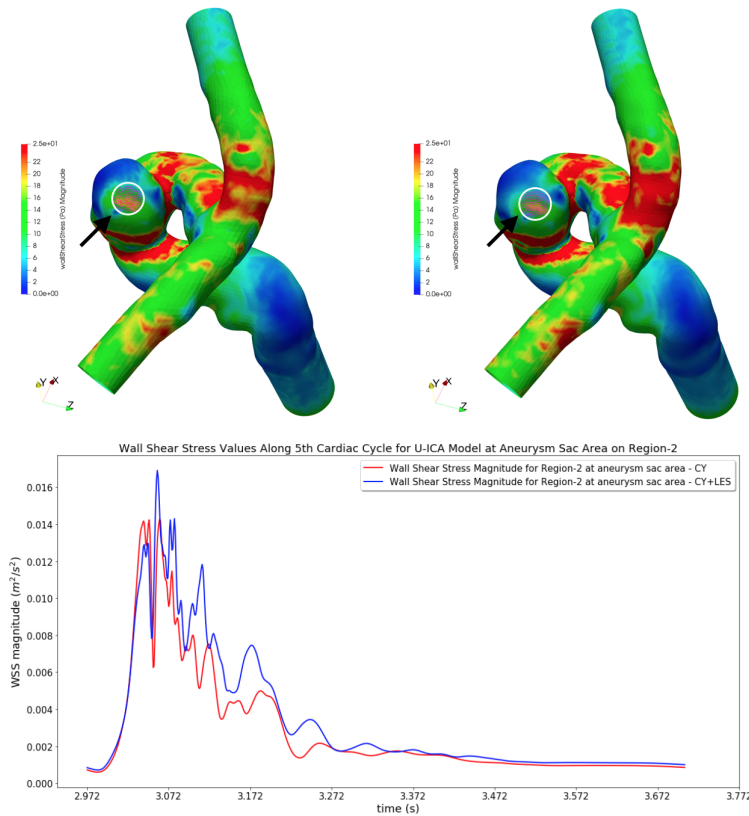 2.5e+01
22
20
18
16
14
12
10
8
6
4
2
0.0e+00
wallShearStress (Pa) Magnitude
Y
X
Z
2.5e+01
22
20
18
16
14
12
10
8
6
4
2
0.0e+00
wallShearStress (Pa) Magnitude
Y
X
Z
Wall Shear Stress Values Along 5th Cardiac Cycle for U-ICA Model at Aneurysm Sac Area on Region-2
Wall Shear Stress Magnitude for Region-2 at aneurysm sac area - CY
Wall Shear Stress Magnitude for Region-2 at aneurysm sac area - CY+LES
WSS magnitude (m²/s²)
0.016
0.014
0.012
0.010
0.008
0.006
0.004
0.002
0.000
2.972 3.072 3.172 3.272 3.372 3.472 3.572 3.672 3.772
time (s)